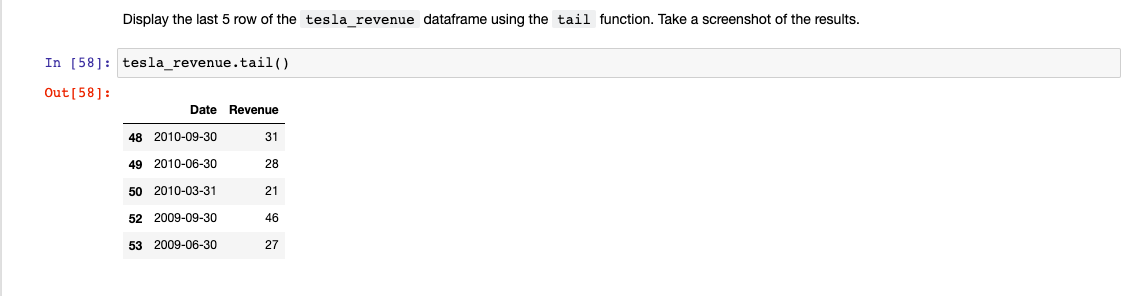 Display the last 5 row of the tesla_revenue dataframe using the tail function. Take a screenshot of the results.
In [58]: tesla_revenue.tail()
Out[58]:
Date Revenue
48 2010-09-30 31
49 2010-06-30 28
50 2010-03-31 21
52 2009-09-30 46
53 2009-06-30 27